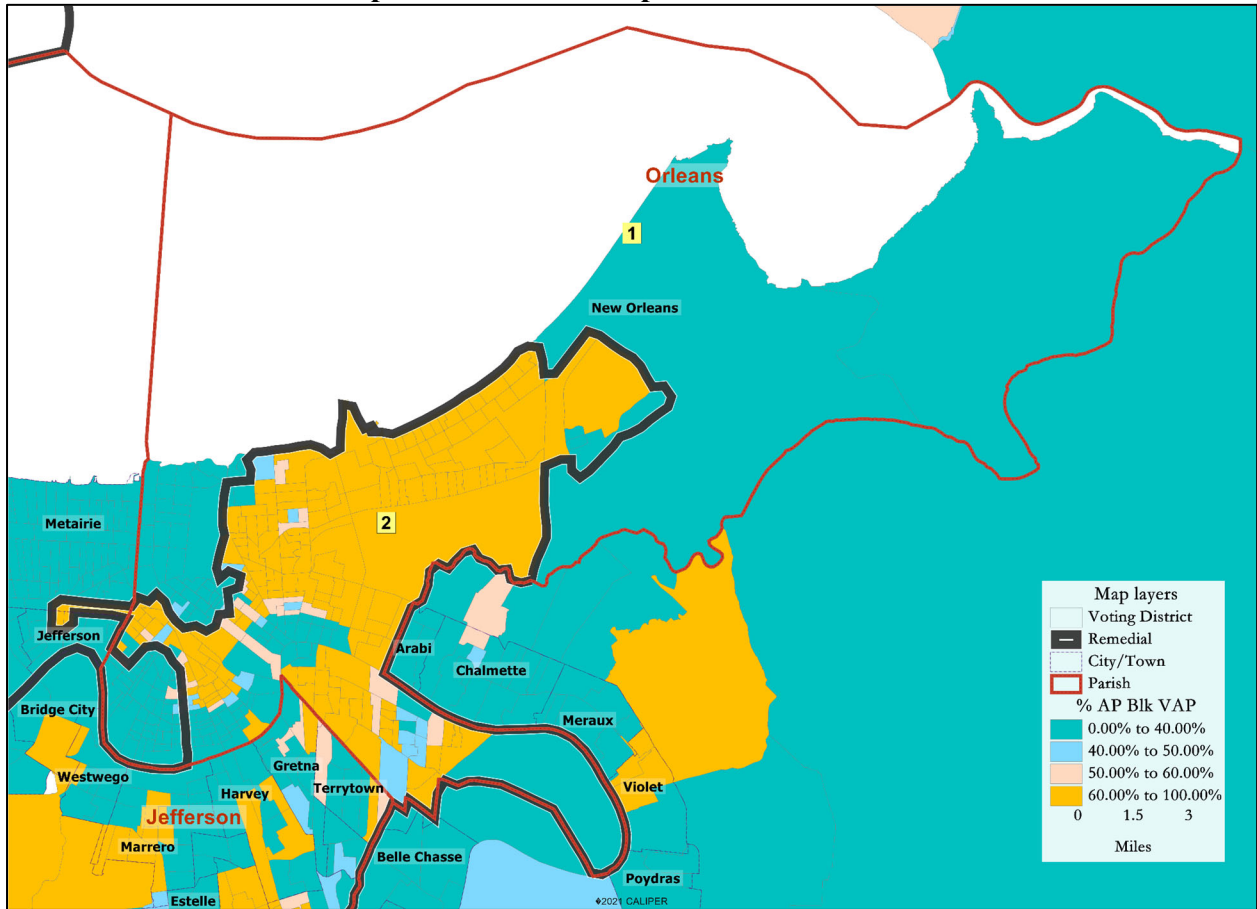 Orleans
1
New Orleans
2
Metairie
Jefferson
Arabi
Chalmette
Bridge City
Meraux
Westwego
Gretna
Harvey
Terrytown
Violet
Jefferson
Marrero
Belle Chasse
Poydras
Estelle
�2021 CALIPER
Map layers
Voting District
Remedial
City/Town
Parish
% AP Blk VAP
0.00% to 40.00%
40.00% to 50.00%
50.00% to 60.00%
60.00% to 100.00%
0 1.5 3
Miles